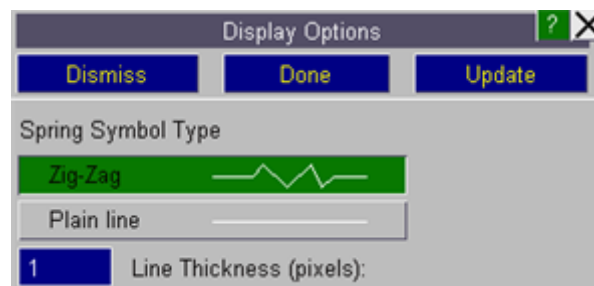 Display Options ? X
Dismiss Done Update
Spring Symbol Type
Zig-Zag
Plain line
1 Line Thickness (pixels):